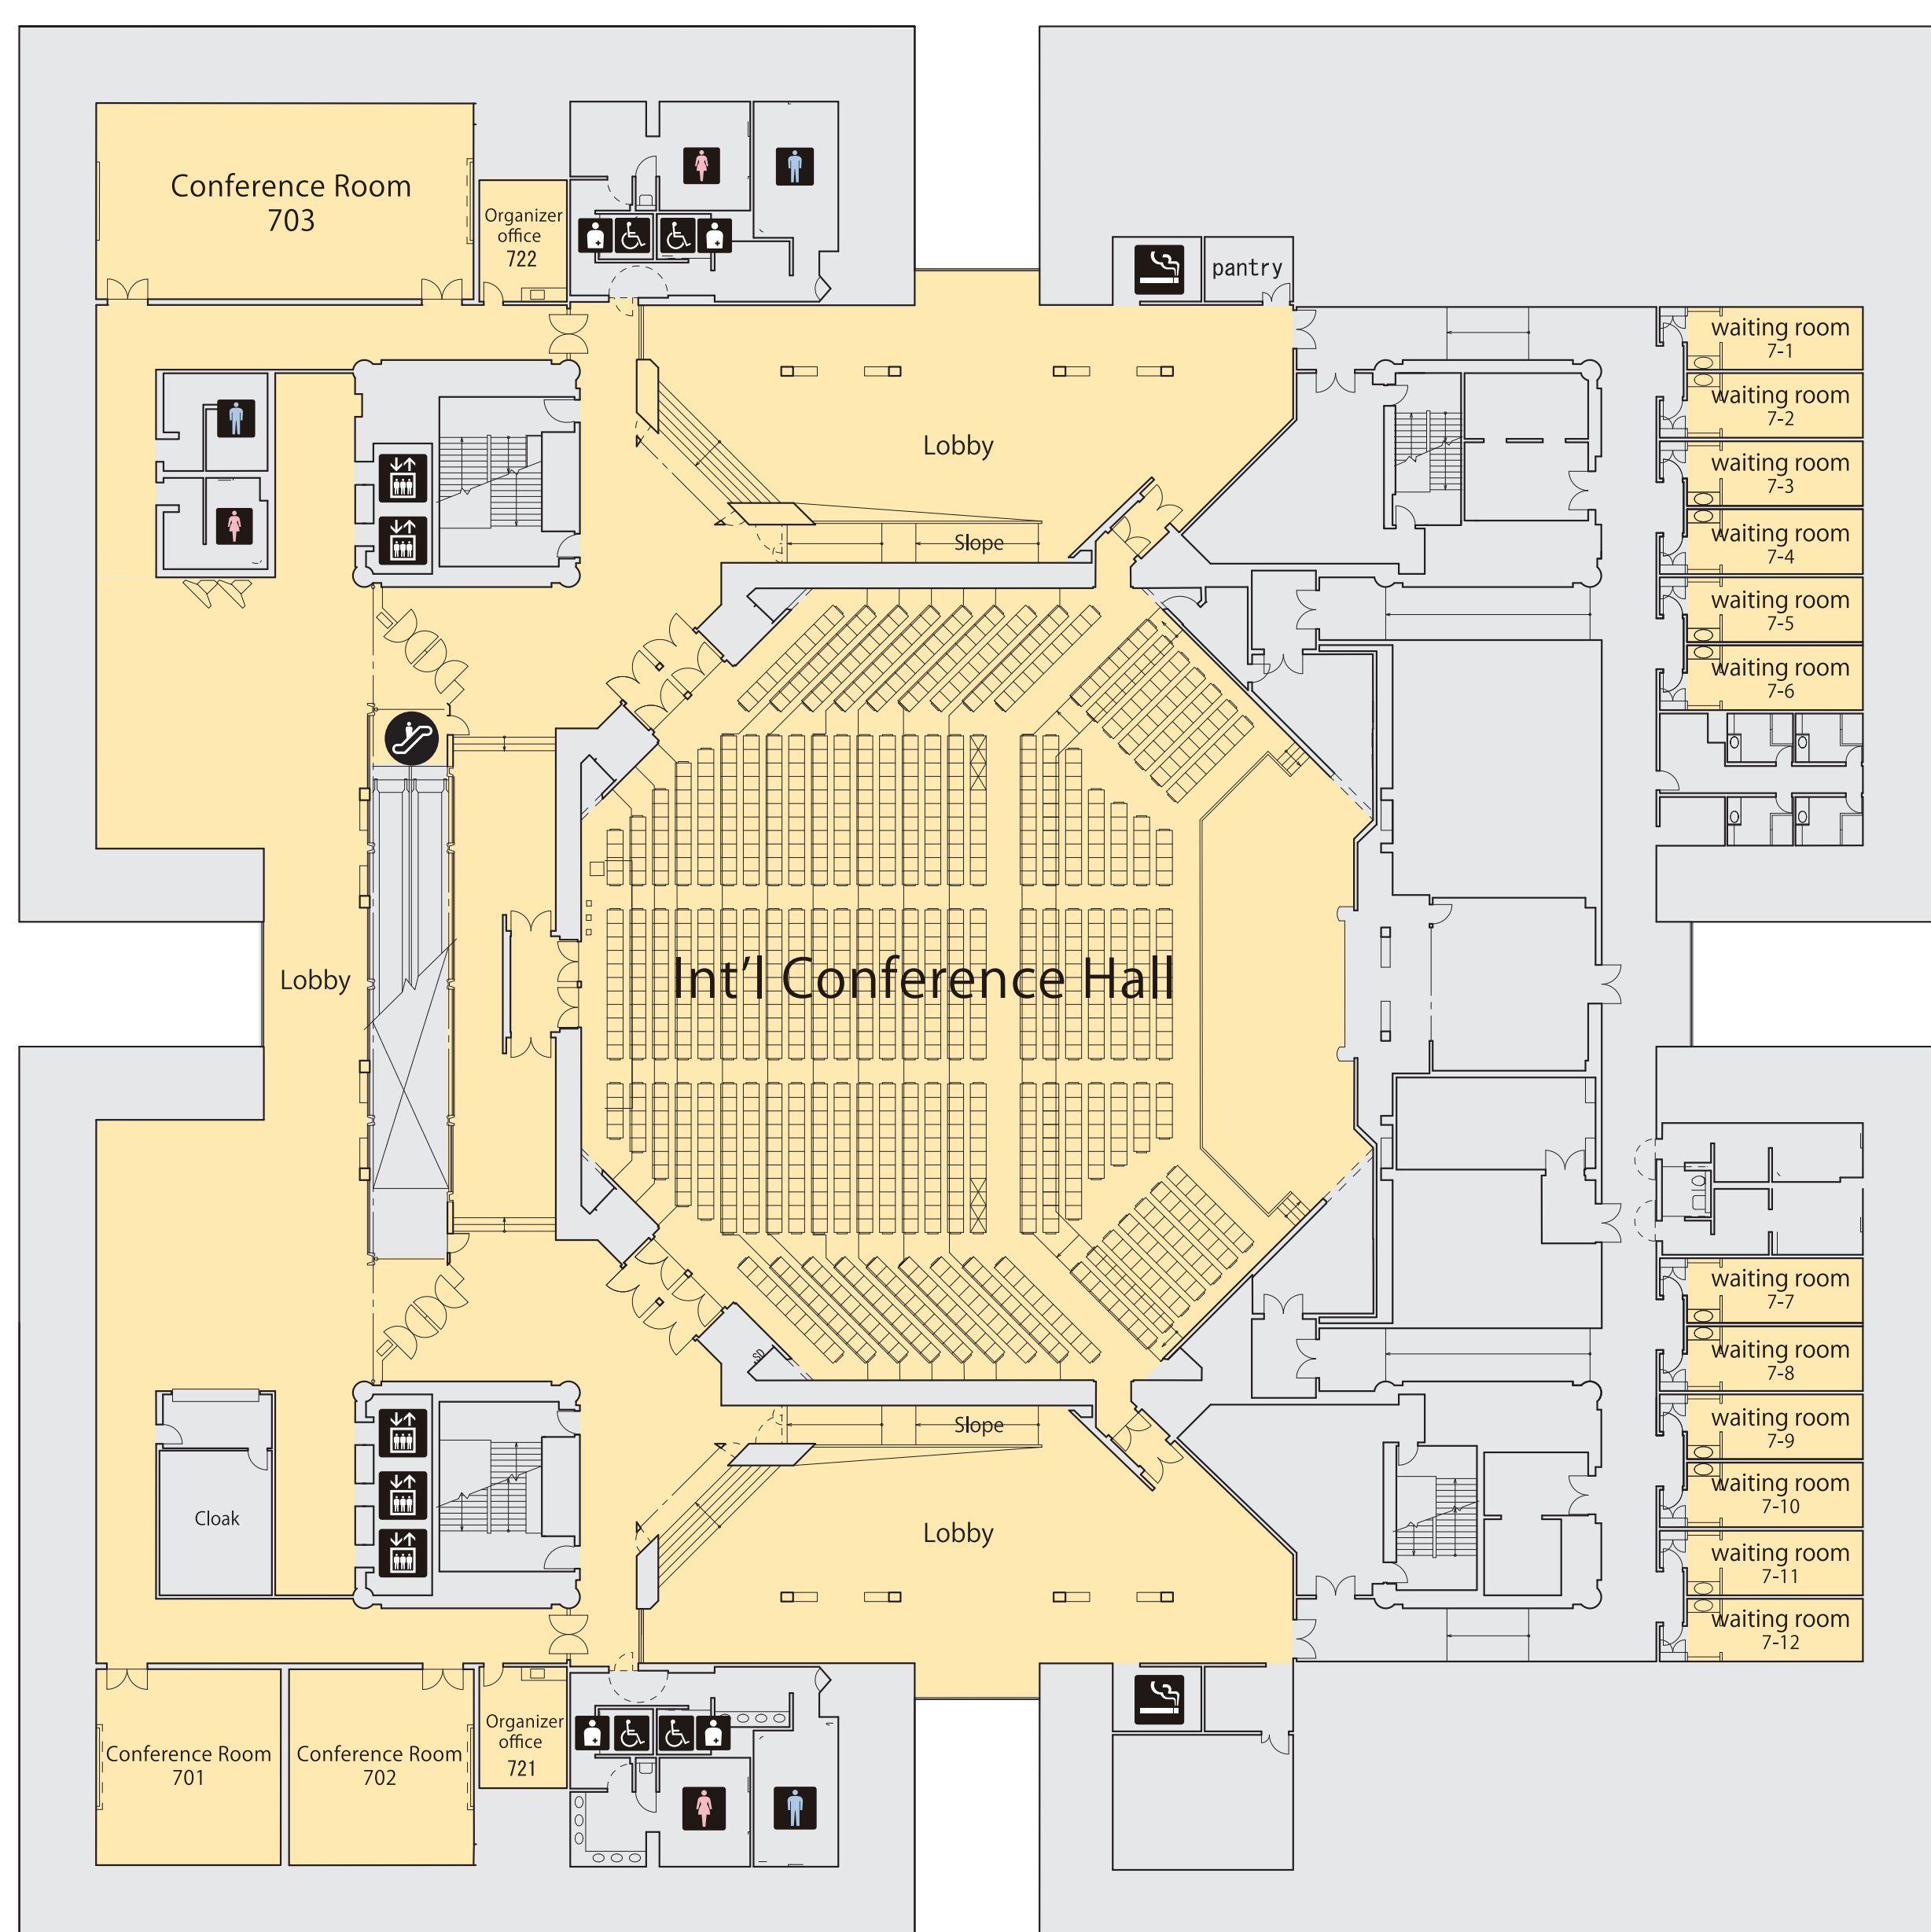 Conference Room
703
Organizer
office
722
pantry
waiting room
7-1
waiting room
7-2
waiting room
7-3
waiting room
7-4
waiting room
7-5
waiting room
7-6
Lobby
Slope
Lobby
Int'l Conference Hall
waiting room
7-7
waiting room
7-8
waiting room
7-9
waiting room
7-10
waiting room
7-11
waiting room
7-12
SD
Slope
Cloak
Lobby
Conference Room
701
Conference Room
702
Organizer
office
721